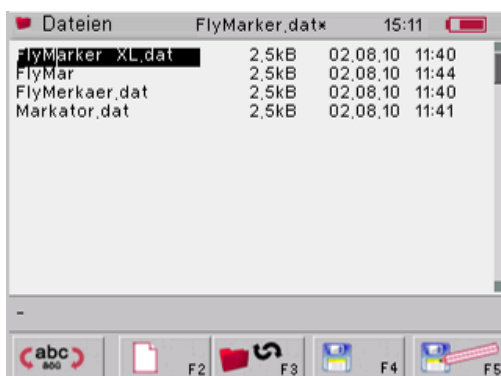 Dateien FlyMarker.dat* 15:11
FlyMarker XL.dat 2,5kB 02.08.10 11:40
FlyMar 2,5kB 02.08.10 11:44
FlyMerkaer.dat 2,5kB 02.08.10 11:40
Markator.dat 2,5kB 02.08.10 11:41
-
abc F2 F3 F4 F5